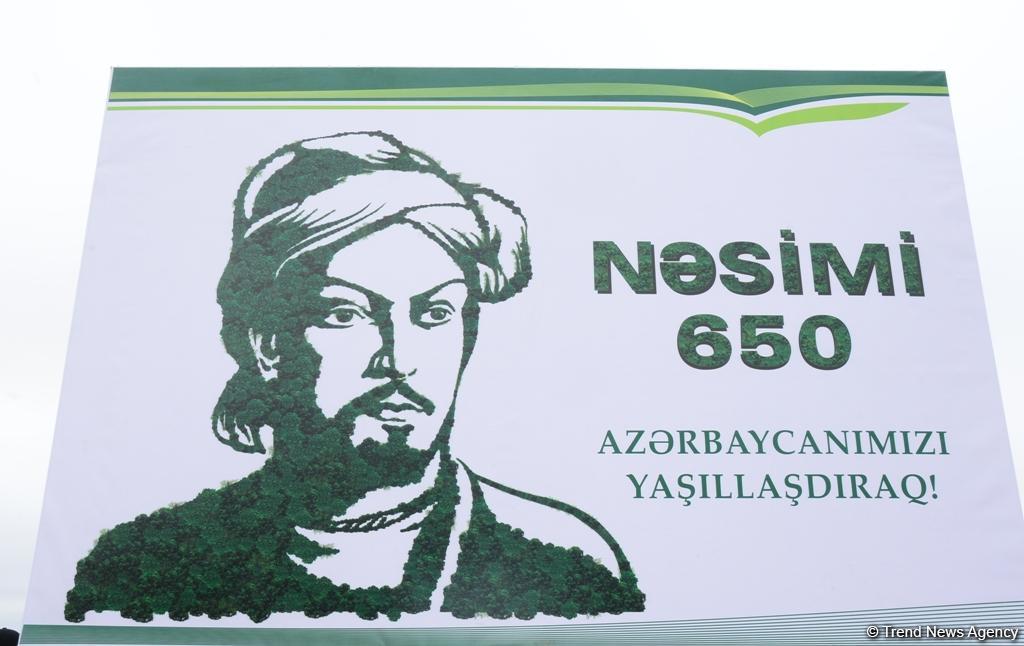 NƏSİMİ
650
AZƏRBAYCANIMIZI
YAŞILLAŞDIRAQ!
© Trend News Agency